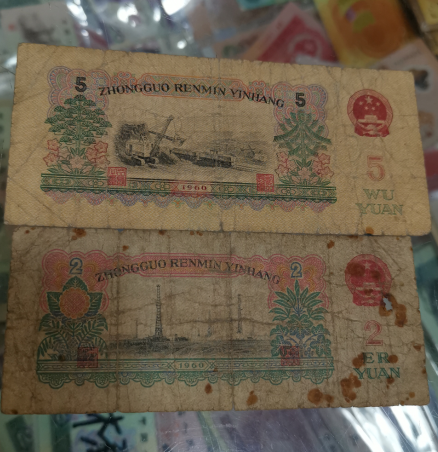 5 ZHONGGUO RENMIN YINHANG 5
5
WU
YUAN
1960
2 ZHONGGUO RENMIN YINHANG 2
2
ER
YUAN
1960